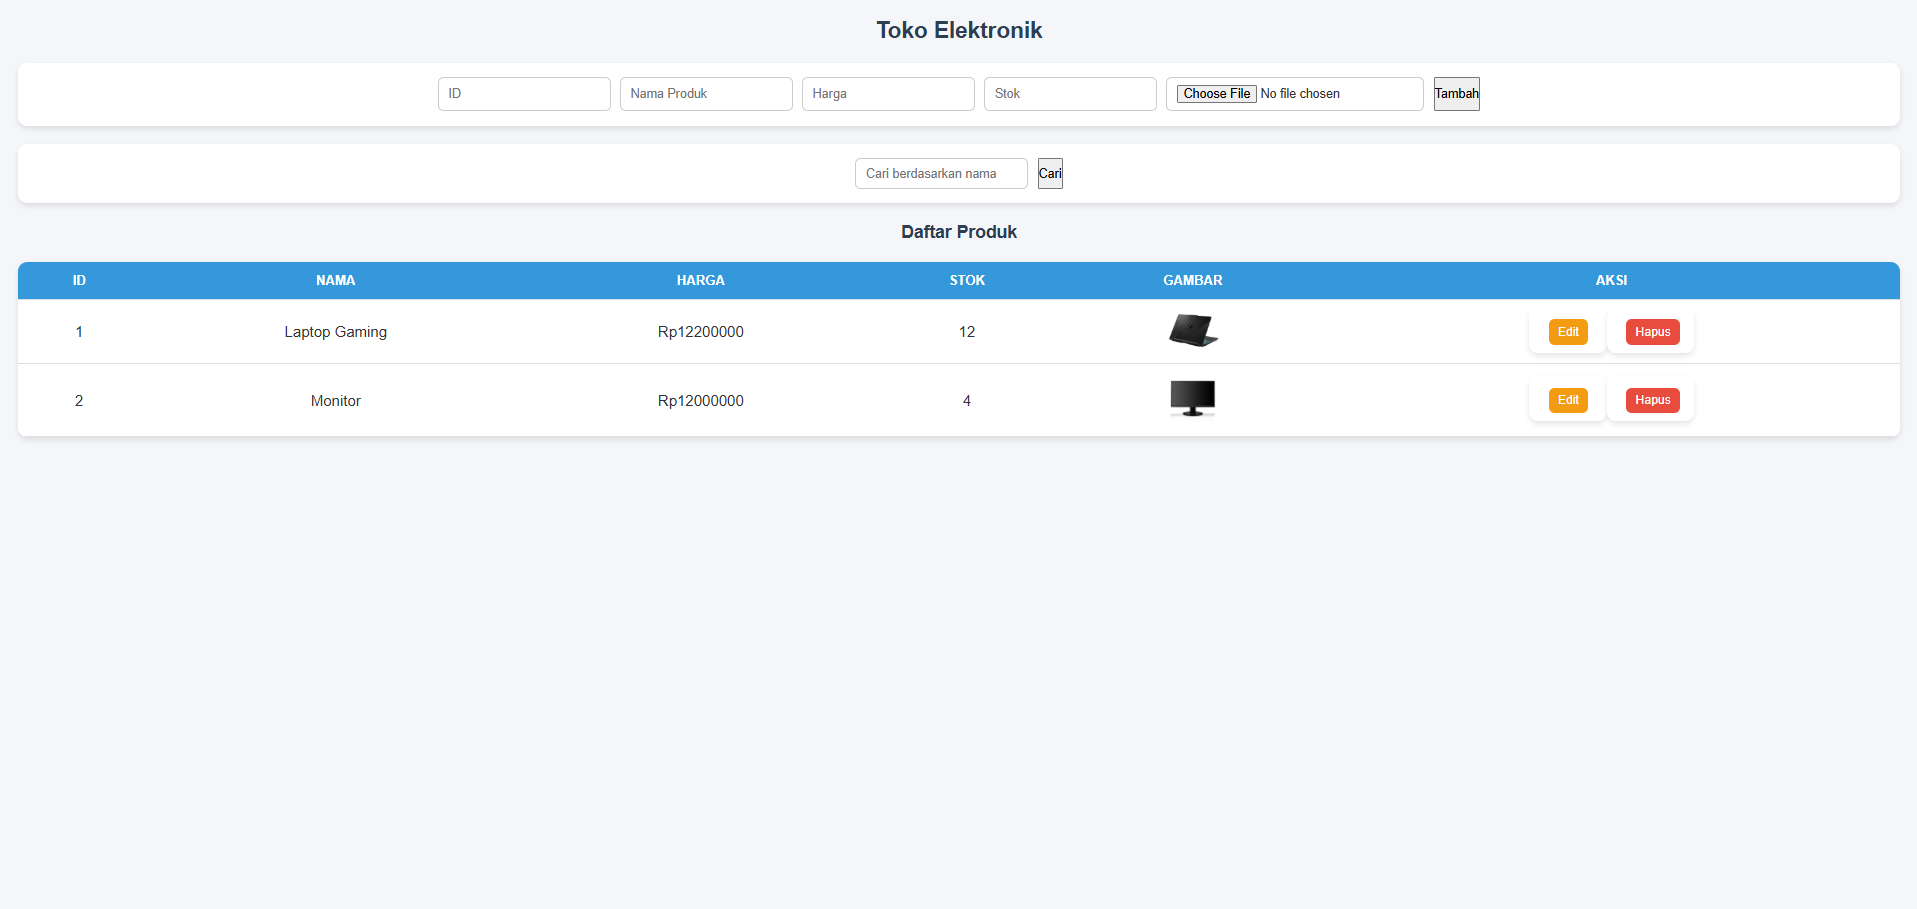 Toko Elektronik
ID Nama Produk Harga Stok Choose File No file chosen Tambah
Cari berdasarkan nama Cari
Daftar Produk
ID NAMA HARGA STOK GAMBAR AKSI
1 Laptop Gaming Rp12200000 12 Edit Hapus
2 Monitor Rp12000000 4 Edit Hapus